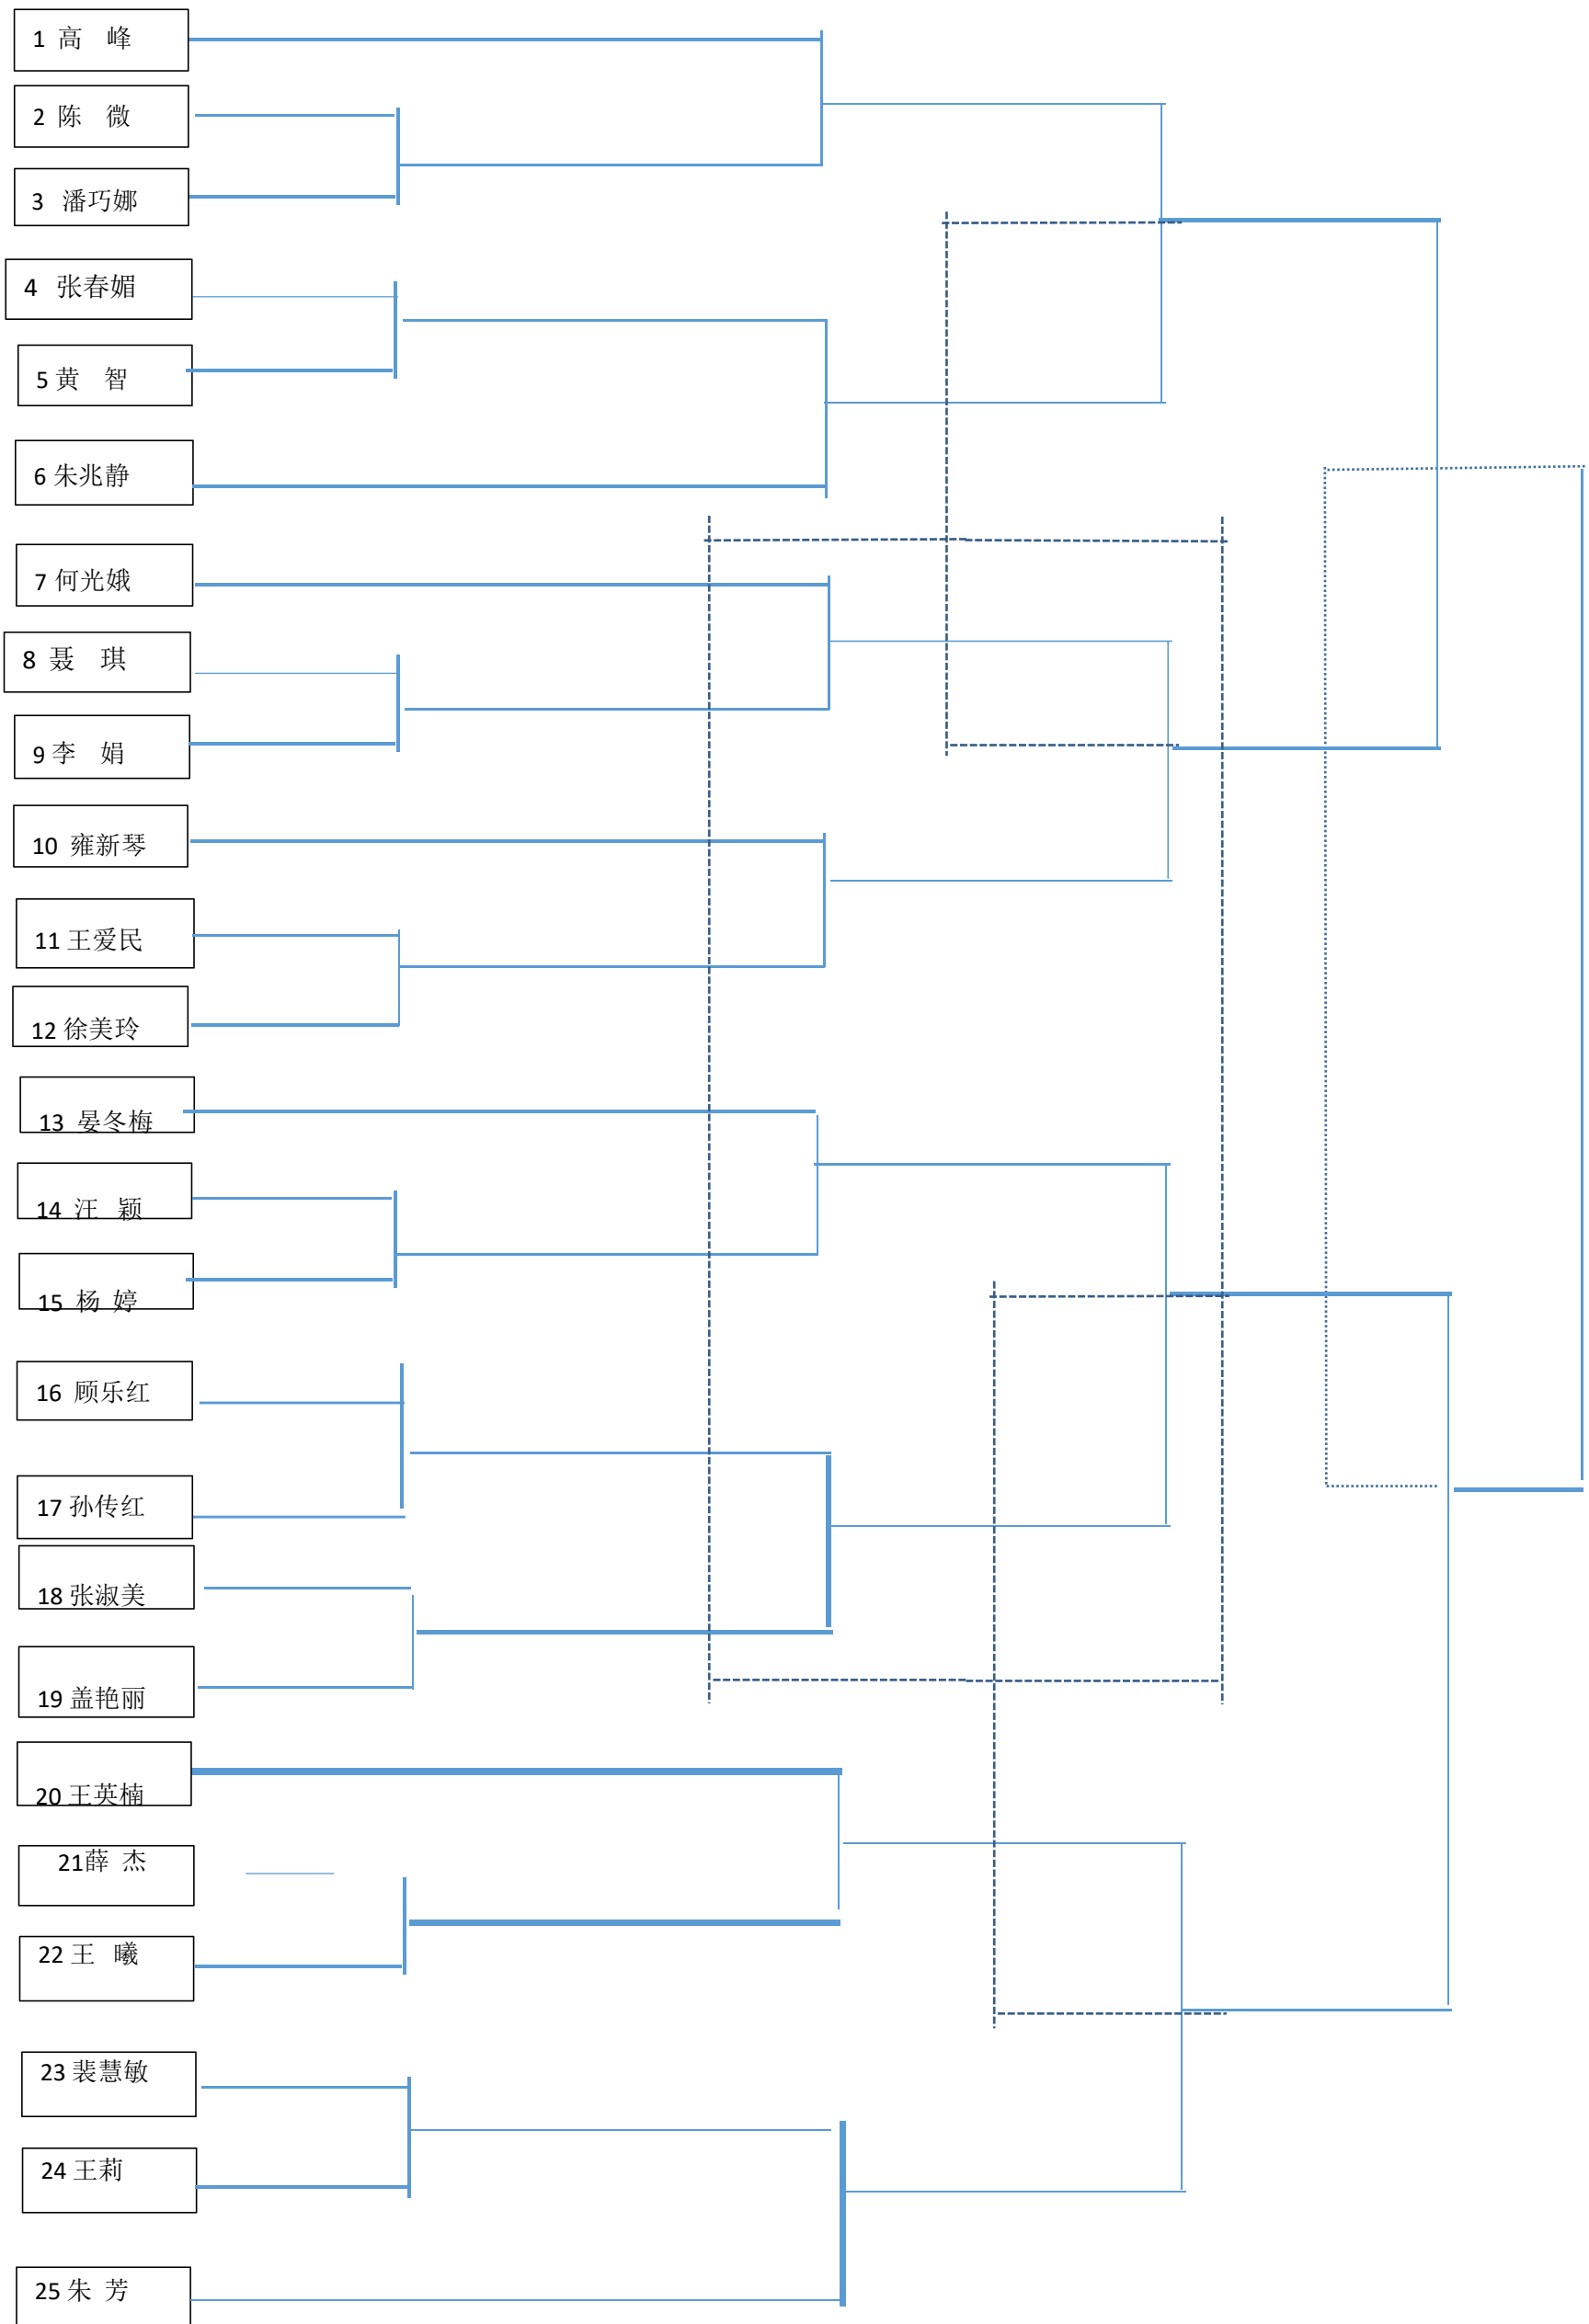 1 高 峰
2 陈 微
3 潘巧娜
4 张春媚
5 黄 智
6 朱兆静
7 何光娥
8 聂 琪
9 李 娟
10 雍新琴
11 王爱民
12 徐美玲
13 晏冬梅
14 汪 颖
15 杨 婷
16 顾乐红
17 孙传红
18 张淑美
19 盖艳丽
20 王英楠
21薛 杰
22 王 曦
23 裴慧敏
24 王莉
25 朱 芳